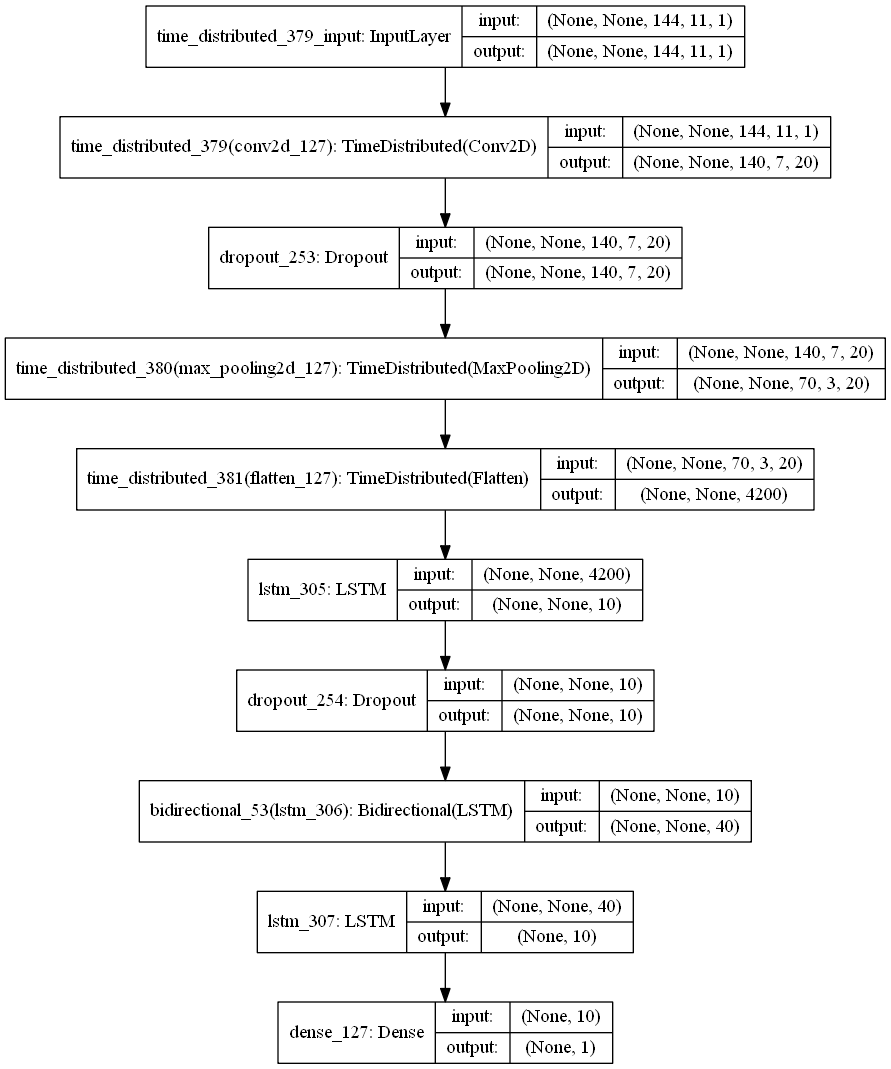 time_distributed_379_input: InputLayer
input: (None, None, 144, 11, 1)
output: (None, None, 144, 11, 1)
time_distributed_379(conv2d_127): TimeDistributed(Conv2D)
input: (None, None, 144, 11, 1)
output: (None, None, 140, 7, 20)
dropout_253: Dropout
input: (None, None, 140, 7, 20)
output: (None, None, 140, 7, 20)
time_distributed_380(max_pooling2d_127): TimeDistributed(MaxPooling2D)
input: (None, None, 140, 7, 20)
output: (None, None, 70, 3, 20)
time_distributed_381(flatten_127): TimeDistributed(Flatten)
input: (None, None, 70, 3, 20)
output: (None, None, 4200)
lstm_305: LSTM
input: (None, None, 4200)
output: (None, None, 10)
dropout_254: Dropout
input: (None, None, 10)
output: (None, None, 10)
bidirectional_53(lstm_306): Bidirectional(LSTM)
input: (None, None, 10)
output: (None, None, 40)
lstm_307: LSTM
input: (None, None, 40)
output: (None, 10)
dense_127: Dense
input: (None, 10)
output: (None, 1)